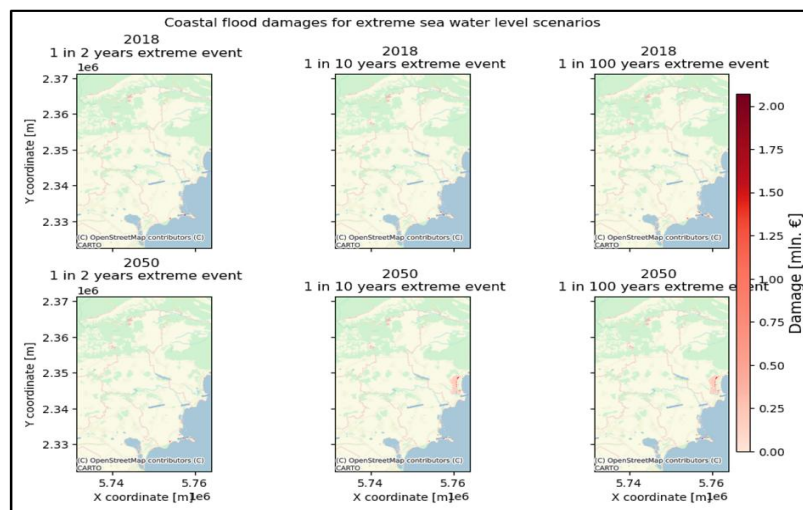 Coastal flood damages for extreme sea water level scenarios
2018
1 in 2 years extreme event
1e6
2018
1 in 10 years extreme event
2018
1 in 100 years extreme event
2.37
2.36
2.35
2.34
2.33
Y coordinate [m]
(C) OpenStreetMap contributors (C)
CARTO
(C) OpenStreetMap contributors (C)
CARTO
(C) OpenStreetMap contributors (C)
CARTO
2050
1 in 2 years extreme event
1e6
2050
1 in 10 years extreme event
2050
1 in 100 years extreme event
2.37
2.36
2.35
2.34
2.33
Y coordinate [m]
(C) OpenStreetMap contributors (C)
CARTO
(C) OpenStreetMap contributors (C)
CARTO
(C) OpenStreetMap contributors (C)
CARTO
5.74 5.76
X coordinate [m]
1e6
5.74 5.76
X coordinate [m]
1e6
5.74 5.76
X coordinate [m]
1e6
2.00
1.75
1.50
1.25
1.00
0.75
0.50
0.25
0.00
Damage [mln. €]